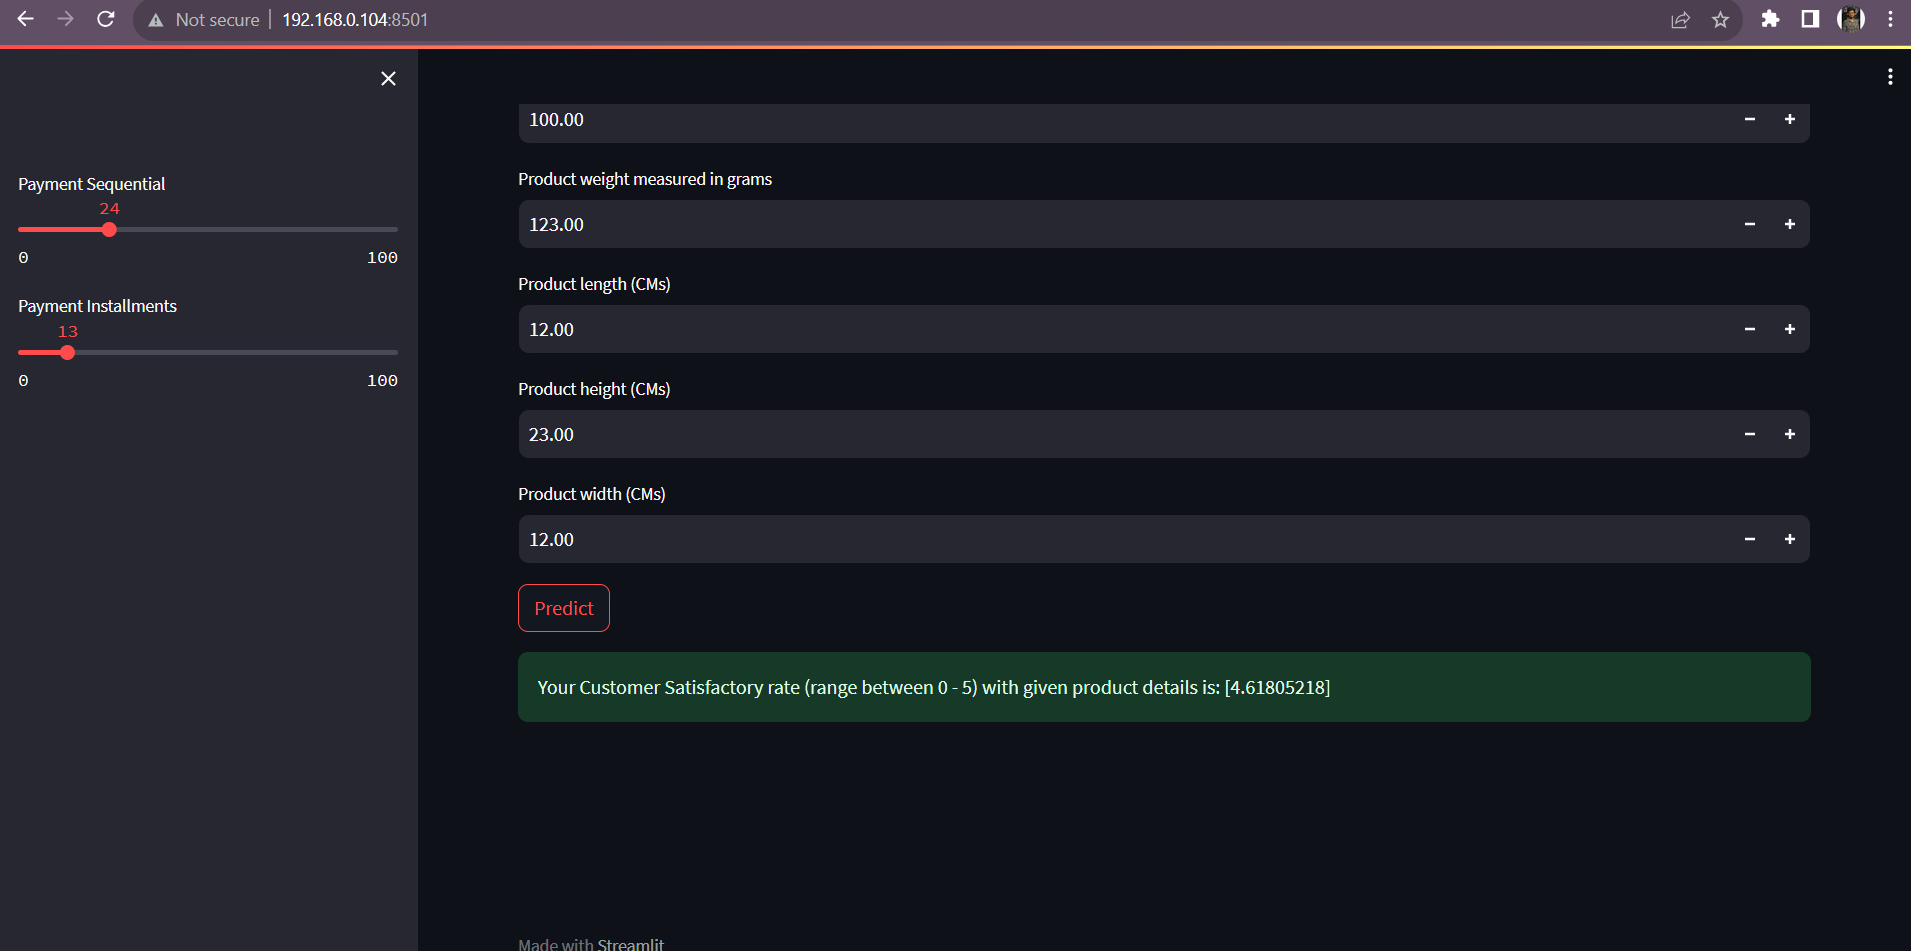 Not secure | 192.168.0.104:8501
Payment Sequential
24
0 100
Payment Installments
13
0 100
100.00
Product weight measured in grams
123.00
Product length (CMs)
12.00
Product height (CMs)
23.00
Product width (CMs)
12.00
Predict
Your Customer Satisfactory rate (range between 0 - 5) with given product details is: [4.61805218]
Made with Streamlit